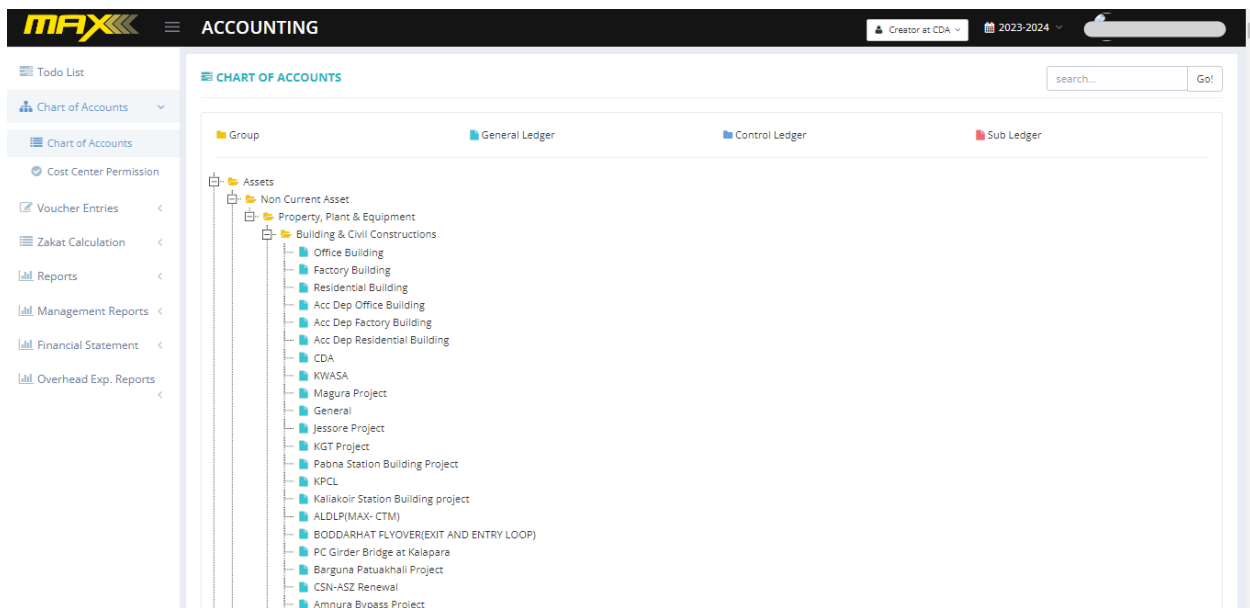 MAX
ACCOUNTING
Creator at CDA
2023-2024
Todo List
Chart of Accounts
Chart of Accounts
Cost Center Permission
Voucher Entries
Zakat Calculation
Reports
Management Reports
Financial Statement
Overhead Exp. Reports
CHART OF ACCOUNTS
search...
Go!
Group
General Ledger
Control Ledger
Sub Ledger
Assets
Non Current Asset
Property, Plant & Equipment
Building & Civil Constructions
Office Building
Factory Building
Residential Building
Acc Dep Office Building
Acc Dep Factory Building
Acc Dep Residential Building
CDA
KWASA
Magura Project
General
Jessore Project
KGT Project
Pabna Station Building Project
KPCL
Kaliakoir Station Building project
ALDLP(MAX- CTM)
BODDARHAT FLYOVER(EXIT AND ENTRY LOOP)
PC Girder Bridge at Kalapara
Barguna Patuakhali Project
CSN-ASZ Renewal
Amnura Bypass Project